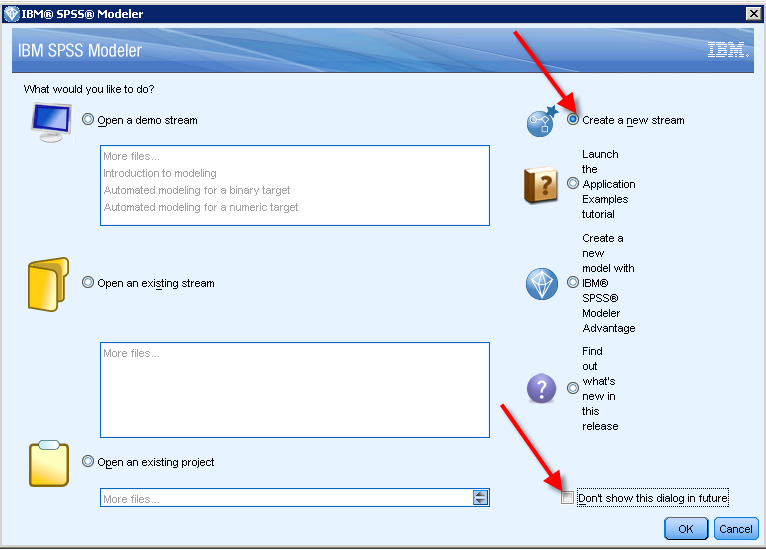 IBM® SPSS® Modeler
IBM SPSS Modeler
IBM.
What would you like to do?
Open a demo stream
More files...
Introduction to modeling
Automated modeling for a binary target
Automated modeling for a numeric target
Open an existing stream
More files...
Open an existing project
More files...
Create a new stream
Launch
the
Application
Examples
tutorial
Create a
new
model with
IBM®
SPSS®
Modeler
Advantage
Find
out
what's
new in
this
release
Don't show this dialog in future
OK
Cancel